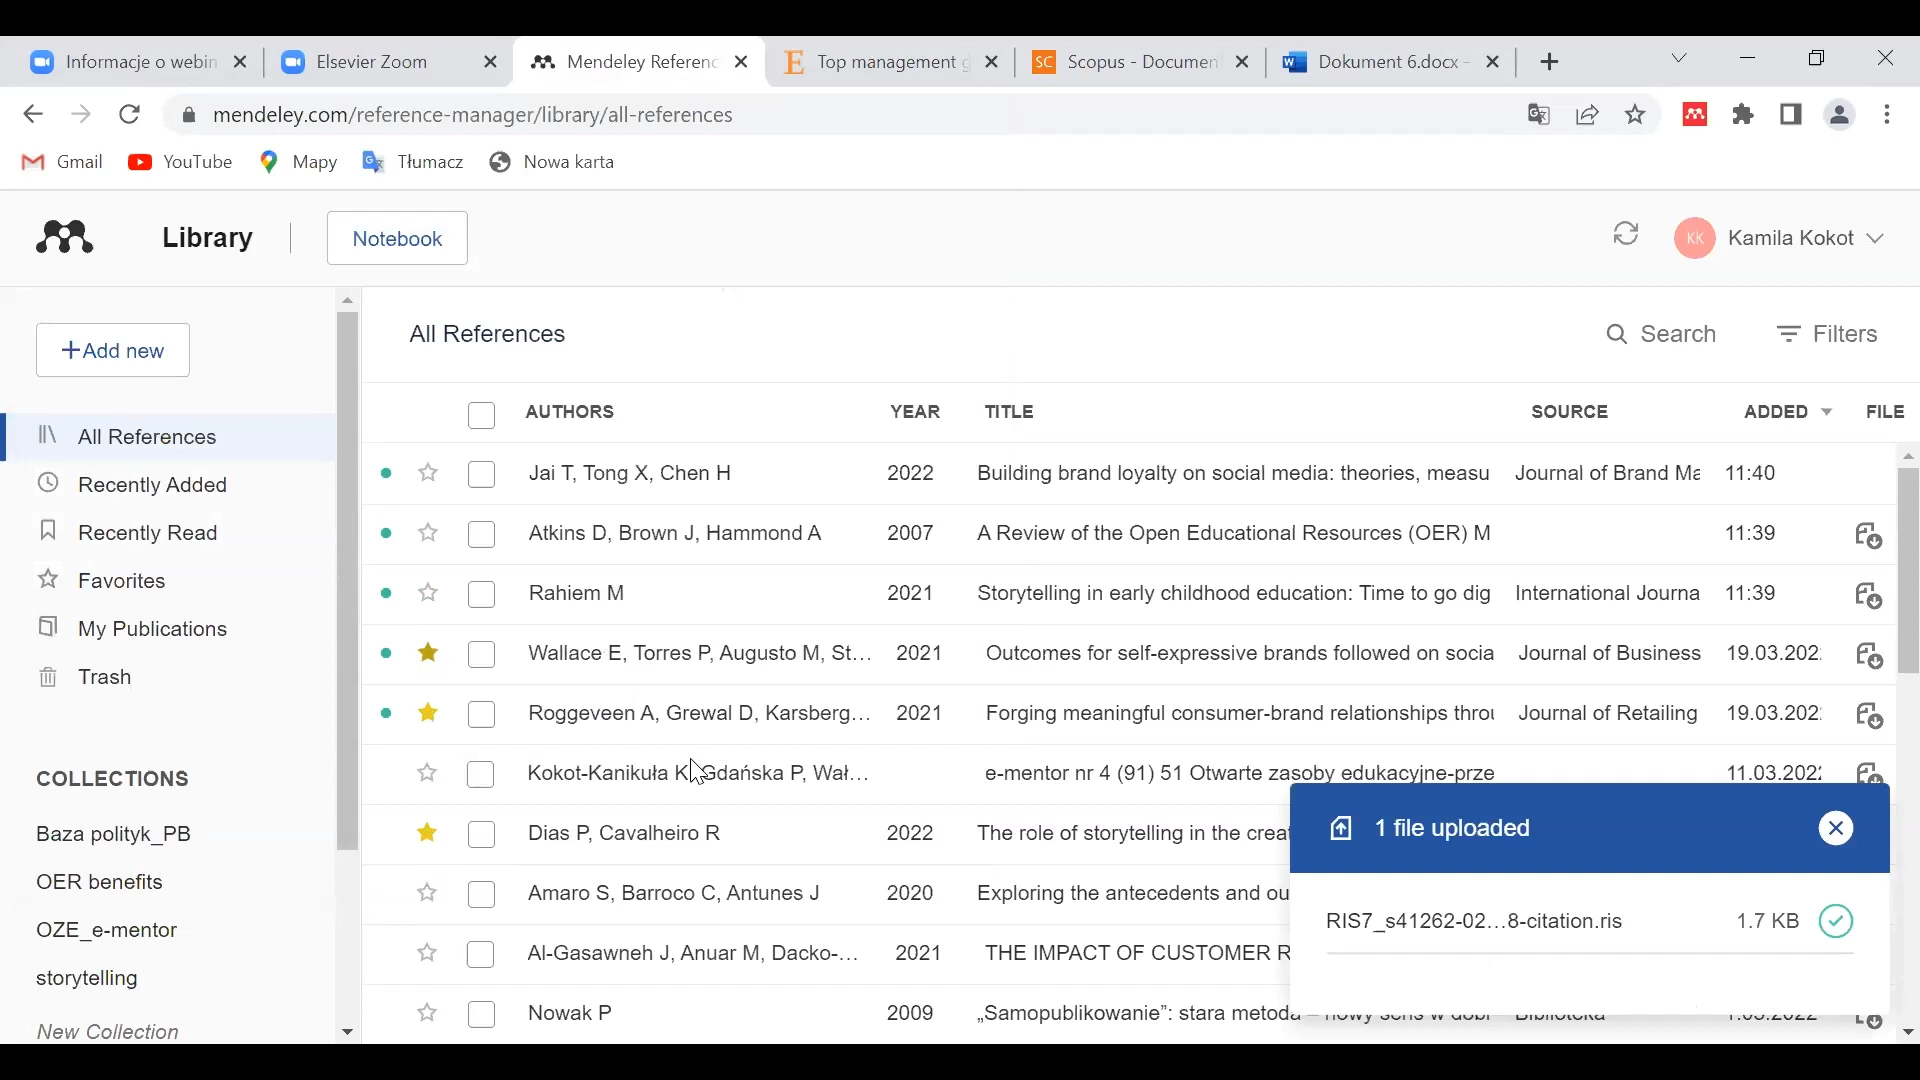 Informacje o webin
Elsevier Zoom
Mendeley Referenc
Top management g
SC Scopus - Documen
Dokument 6.docx -
mendeley.com/reference-manager/library/all-references
Gmail YouTube Mapy Tłumacz Nowa karta
Library Notebook KK Kamila Kokot
+Add new
All References
Recently Added
Recently Read
Favorites
My Publications
Trash
COLLECTIONS
Baza polityk_PB
OER benefits
OZE_e-mentor
storytelling
New Collection
All References Search Filters
AUTHORS YEAR TITLE SOURCE ADDED FILE
Jai T, Tong X, Chen H 2022 Building brand loyalty on social media: theories, measu Journal of Brand Ma 11:40
Atkins D, Brown J, Hammond A 2007 A Review of the Open Educational Resources (OER) M 11:39
Rahiem M 2021 Storytelling in early childhood education: Time to go dig International Journa 11:39
Wallace E, Torres P, Augusto M, St... 2021 Outcomes for self-expressive brands followed on socia Journal of Business 19.03.202
Roggeveen A, Grewal D, Karsberg... 2021 Forging meaningful consumer-brand relationships throu Journal of Retailing 19.03.202
Kokot-Kanikuła K, Gdańska P, Wał... e-mentor nr 4 (91) 51 Otwarte zasoby edukacyjne-prze 11.03.202
Dias P, Cavalheiro R 2022 The role of storytelling in the creat
Amaro S, Barroco C, Antunes J 2020 Exploring the antecedents and ou
Al-Gasawneh J, Anuar M, Dacko-... 2021 THE IMPACT OF CUSTOMER R
Nowak P 2009 „Samopublikowanie”: stara metoda – nowy sens w dobi Biblioteka
1 file uploaded
RIS7_s41262-02...8-citation.ris 1.7 KB